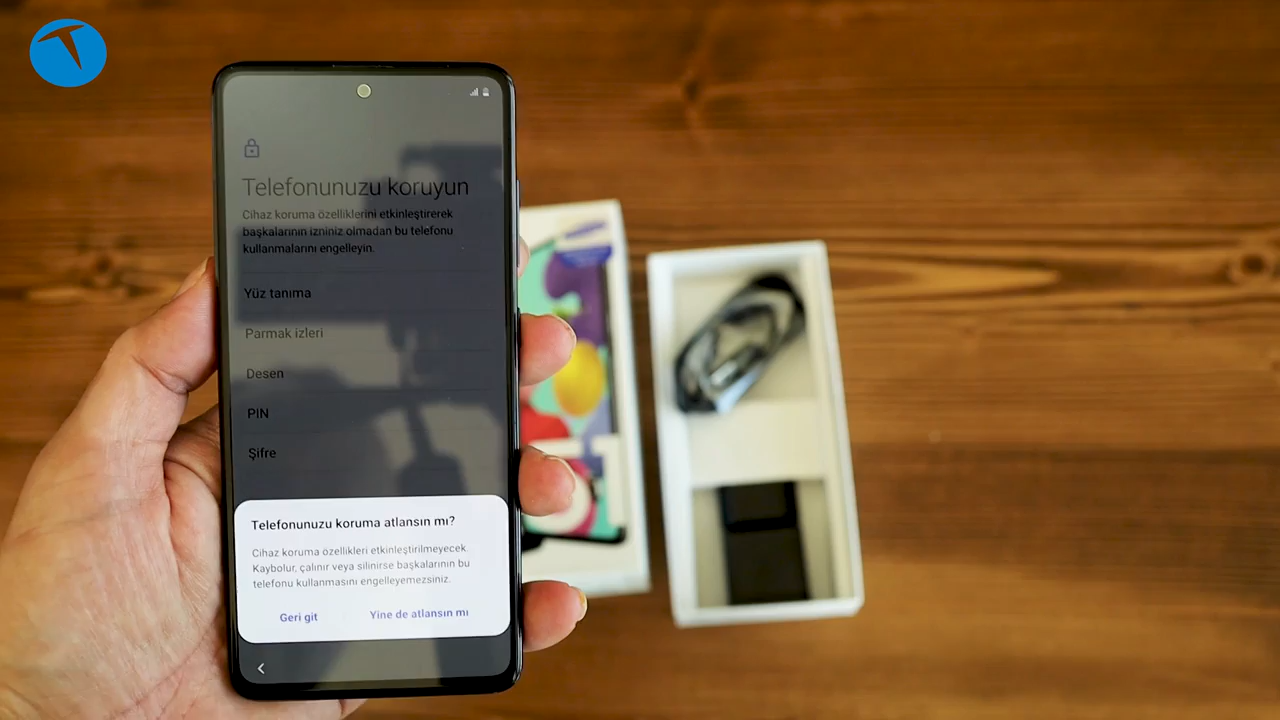 Telefonunuzu koruyun
Cihaz koruma özelliklerini etkinleştirerek
başkalarının izniniz olmadan bu telefonu
kullanmalarını engelleyin.
Yüz tanıma
Parmak izleri
Desen
PIN
Şifre
Telefonunuzu koruma atlansın mı?
Cihaz koruma özellikleri etkinleştirilmeyecek.
Kaybolur, çalınır veya silinirse başkalarının bu
telefonu kullanmasını engelleyemezsiniz.
Geri git
Yine de atlansın mı